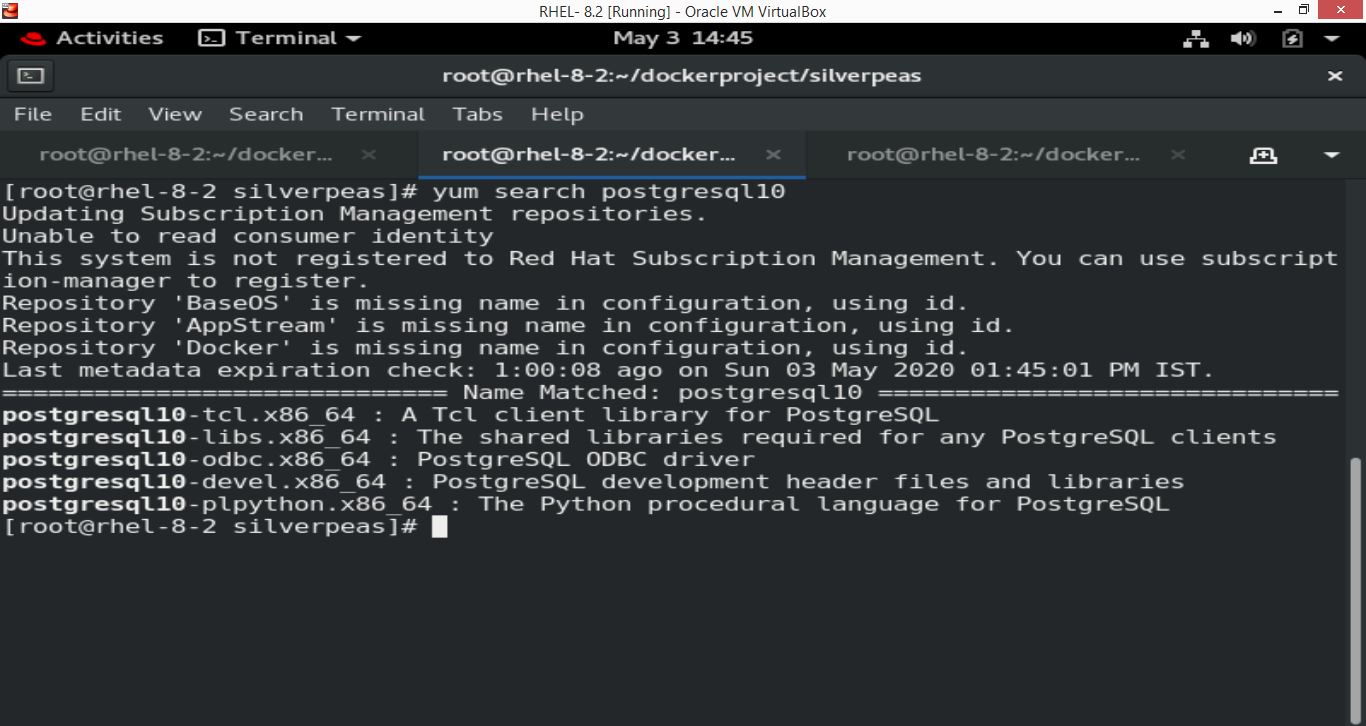 RHEL- 8.2 [Running] - Oracle VM VirtualBox
Activities Terminal May 3 14:45
root@rhel-8-2:~/dockerproject/silverpeas
File Edit View Search Terminal Tabs Help
root@rhel-8-2:~/docker... root@rhel-8-2:~/docker... root@rhel-8-2:~/docker...
[root@rhel-8-2 silverpeas]# yum search postgresql10
Updating Subscription Management repositories.
Unable to read consumer identity
This system is not registered to Red Hat Subscription Management. You can use subscript
ion-manager to register.
Repository 'BaseOS' is missing name in configuration, using id.
Repository 'AppStream' is missing name in configuration, using id.
Repository 'Docker' is missing name in configuration, using id.
Last metadata expiration check: 1:00:08 ago on Sun 03 May 2020 01:45:01 PM IST.
============================= Name Matched: postgresql10 ==============================
postgresql10-tcl.x86_64 : A Tcl client library for PostgreSQL
postgresql10-libs.x86_64 : The shared libraries required for any PostgreSQL clients
postgresql10-odbc.x86_64 : PostgreSQL ODBC driver
postgresql10-devel.x86_64 : PostgreSQL development header files and libraries
postgresql10-plpython.x86_64 : The Python procedural language for PostgreSQL
[root@rhel-8-2 silverpeas]#